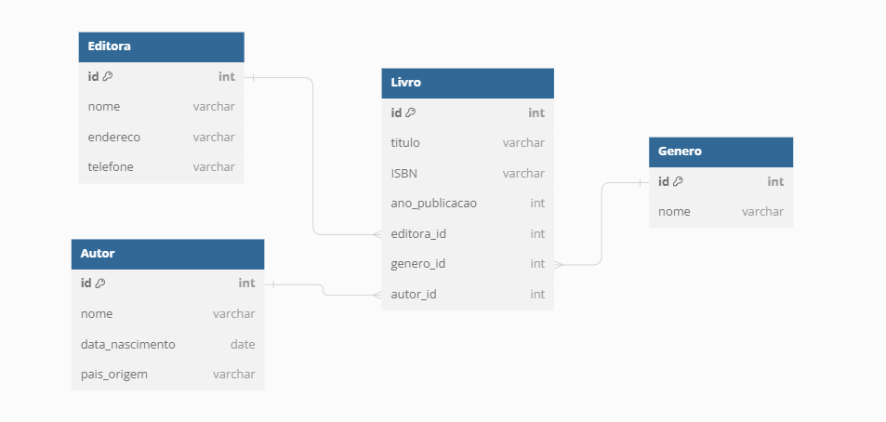 Editora
id int
nome varchar
endereco varchar
telefone varchar
Autor
id int
nome varchar
data_nascimento date
pais_origem varchar
Livro
id int
titulo varchar
ISBN varchar
ano_publicacao int
editora_id int
genero_id int
autor_id int
Genero
id int
nome varchar